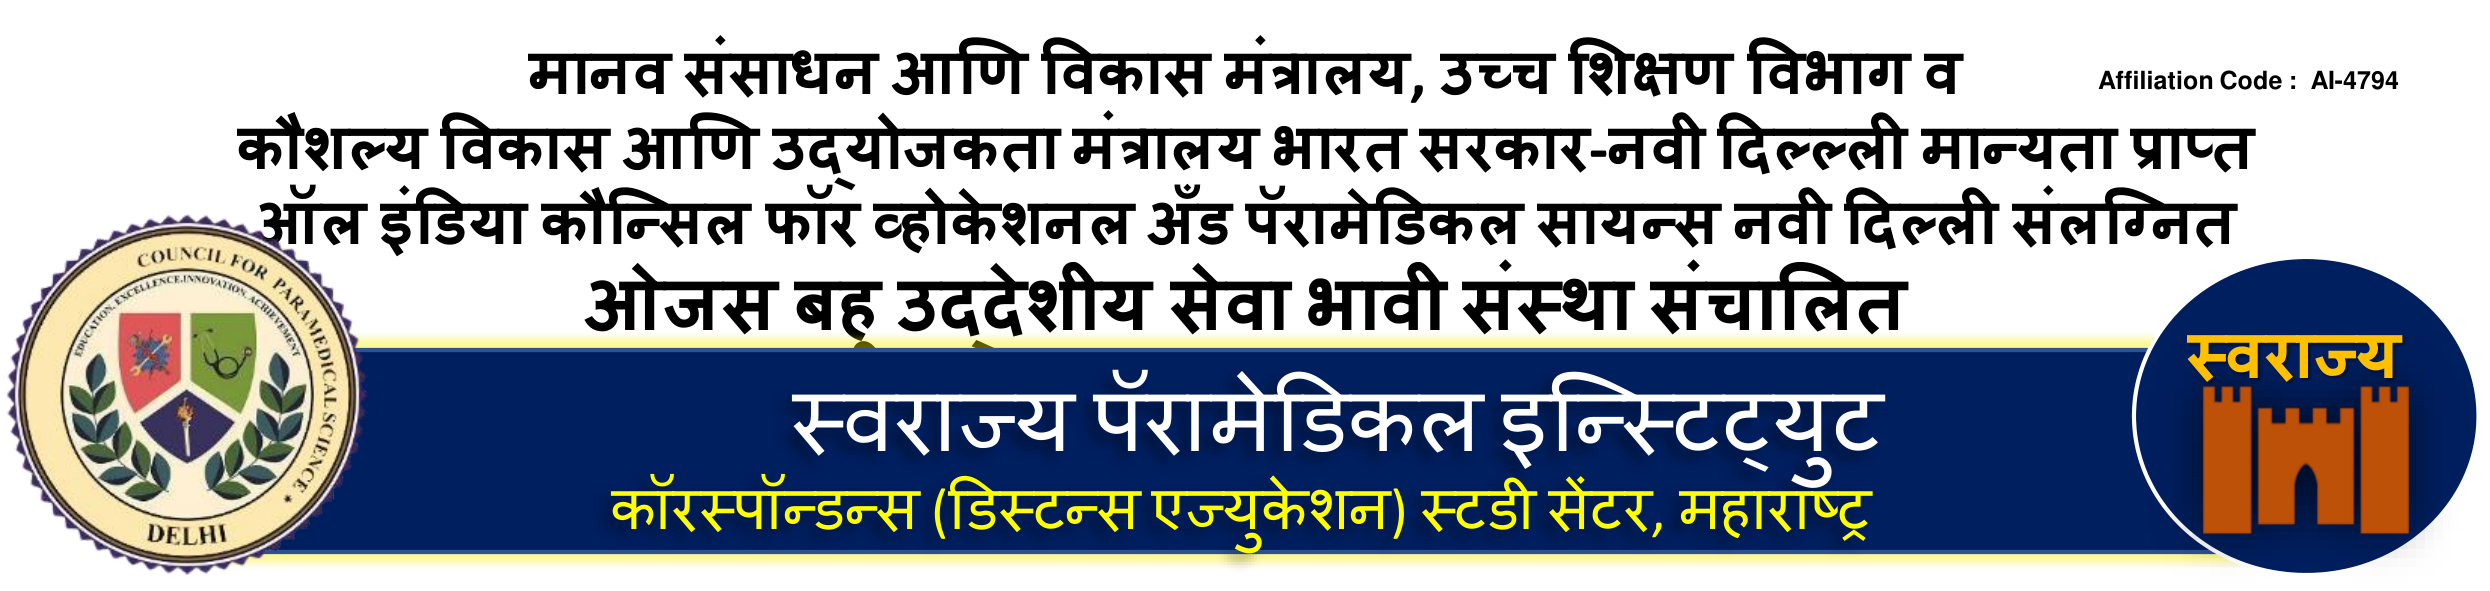 मानव संसाधन आणि विकास मंत्रालय, उच्च शिक्षण विभाग व
Affiliation Code : AI-4794
कौशल्य विकास आणि उद्योजकता मंत्रालय भारत सरकार-नवी दिल्ल्ली मान्यता प्राप्त
ऑल इंडिया कौन्सिल फॉर व्होकेशनल अँड पॅरामेडिकल सायन्स नवी दिल्ली संलग्नित
ओजस बहु उद्देशीय सेवा भावी संस्था संचालित
COUNCIL FOR PARAMEDICAL SCIENCE
EDUCATION, EXCELLENCE, INNOVATION, ACHIEVEMENT
DELHI
स्वराज्य पॅरामेडिकल इन्स्टिट्युट
कॉरस्पॉन्डन्स (डिस्टन्स एज्युकेशन) स्टडी सेंटर, महाराष्ट्र
स्वराज्य